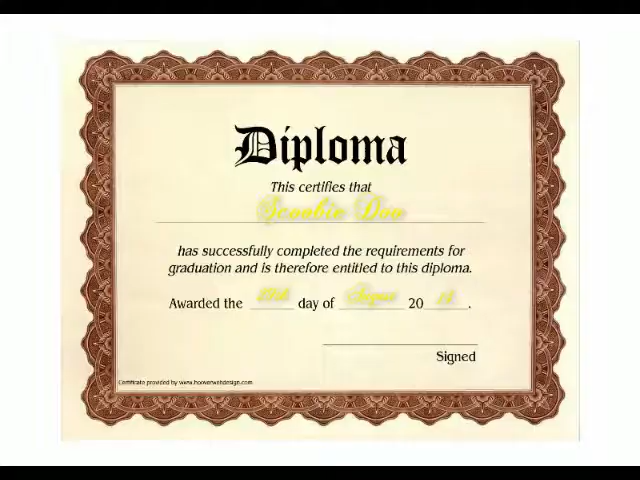 Diploma
This certifies that
Scoobie Doo
has successfully completed the requirements for
graduation and is therefore entitled to this diploma.
Awarded the day of August 20 .
Signed
Certificate provided by www.hooverwebdesign.com